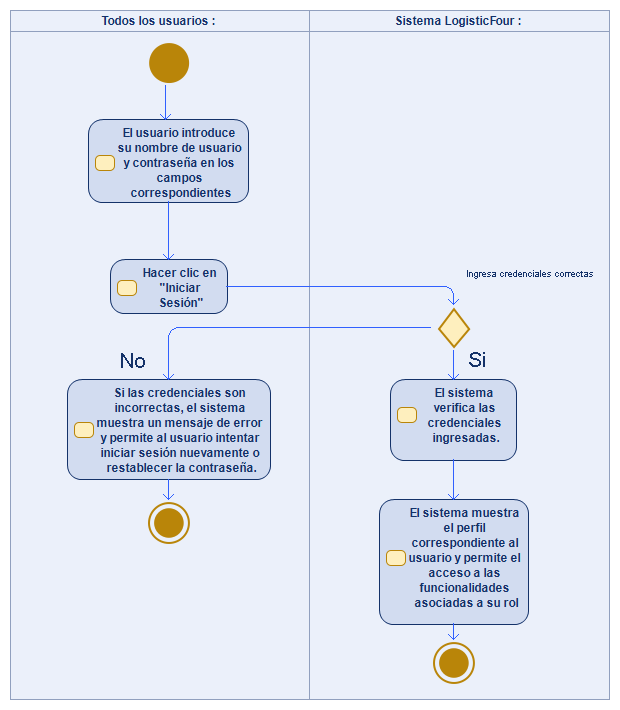 Todos los usuarios :
Sistema LogisticFour :
El usuario introduce
su nombre de usuario
y contraseña en los
campos
correspondientes
Hacer clic en
"Iniciar
Sesión"
Ingresa credenciales correctas
No
Si
Si las credenciales son
incorrectas, el sistema
muestra un mensaje de error
y permite al usuario intentar
iniciar sesión nuevamente o
restablecer la contraseña.
El sistema
verifica las
credenciales
ingresadas.
El sistema muestra
el perfil
correspondiente al
usuario y permite el
acceso a las
funcionalidades
asociadas a su rol